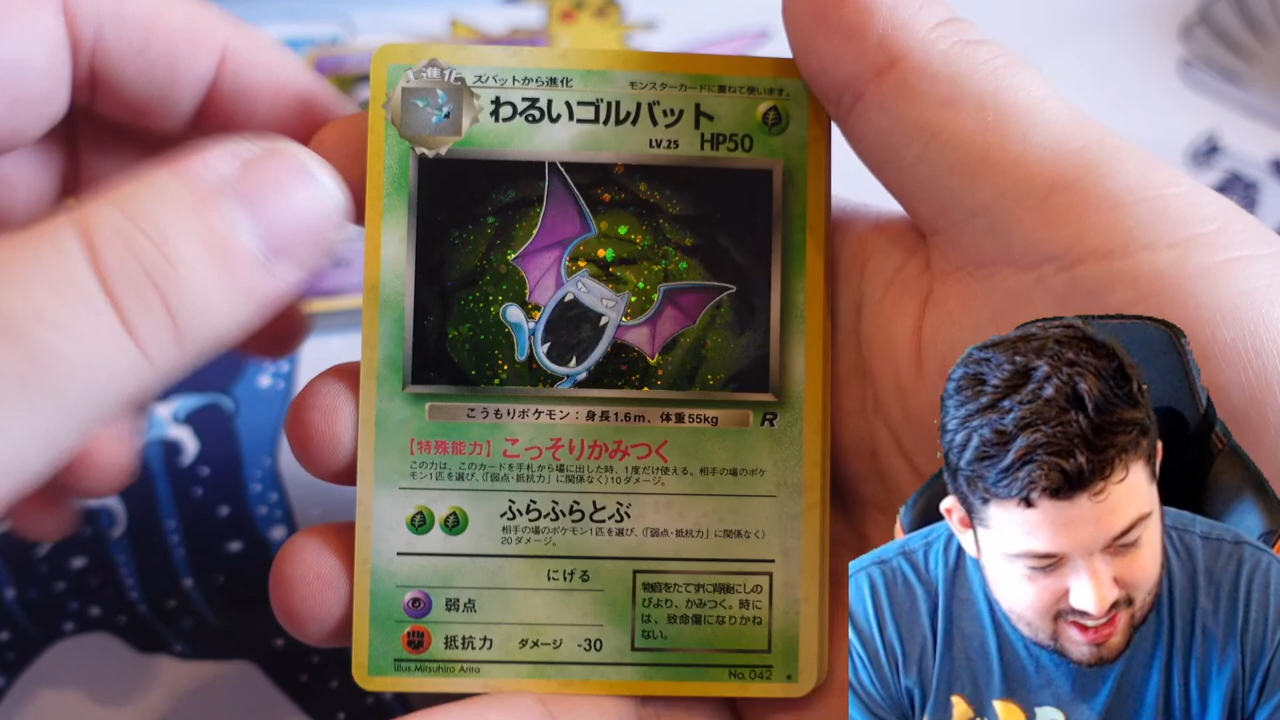 1進化 ズバットから進化
モンスターカードに重ねて使います。
わるいゴルバット
LV.25 HP50
こうもりポケモン：身長1.6m、体重55kg R
【特殊能力】 こっそりかみつく
この力は、このカードを手札から場に出した時、1度だけ使える。相手の場のポケ
モン1匹を選び、(「弱点・抵抗力」に関係なく)10ダメージ。
ふらふらとぶ
相手の場のポケモン1匹を選び、(「弱点・抵抗力」に関係なく)
20ダメージ。
にげる
弱点
抵抗力 ダメージ -30
物音をたてずに背後にしの
びより、かみつく。時に
は、致命傷になりかね
ない。
Illus.Mitsuhiro Arita
No. 042